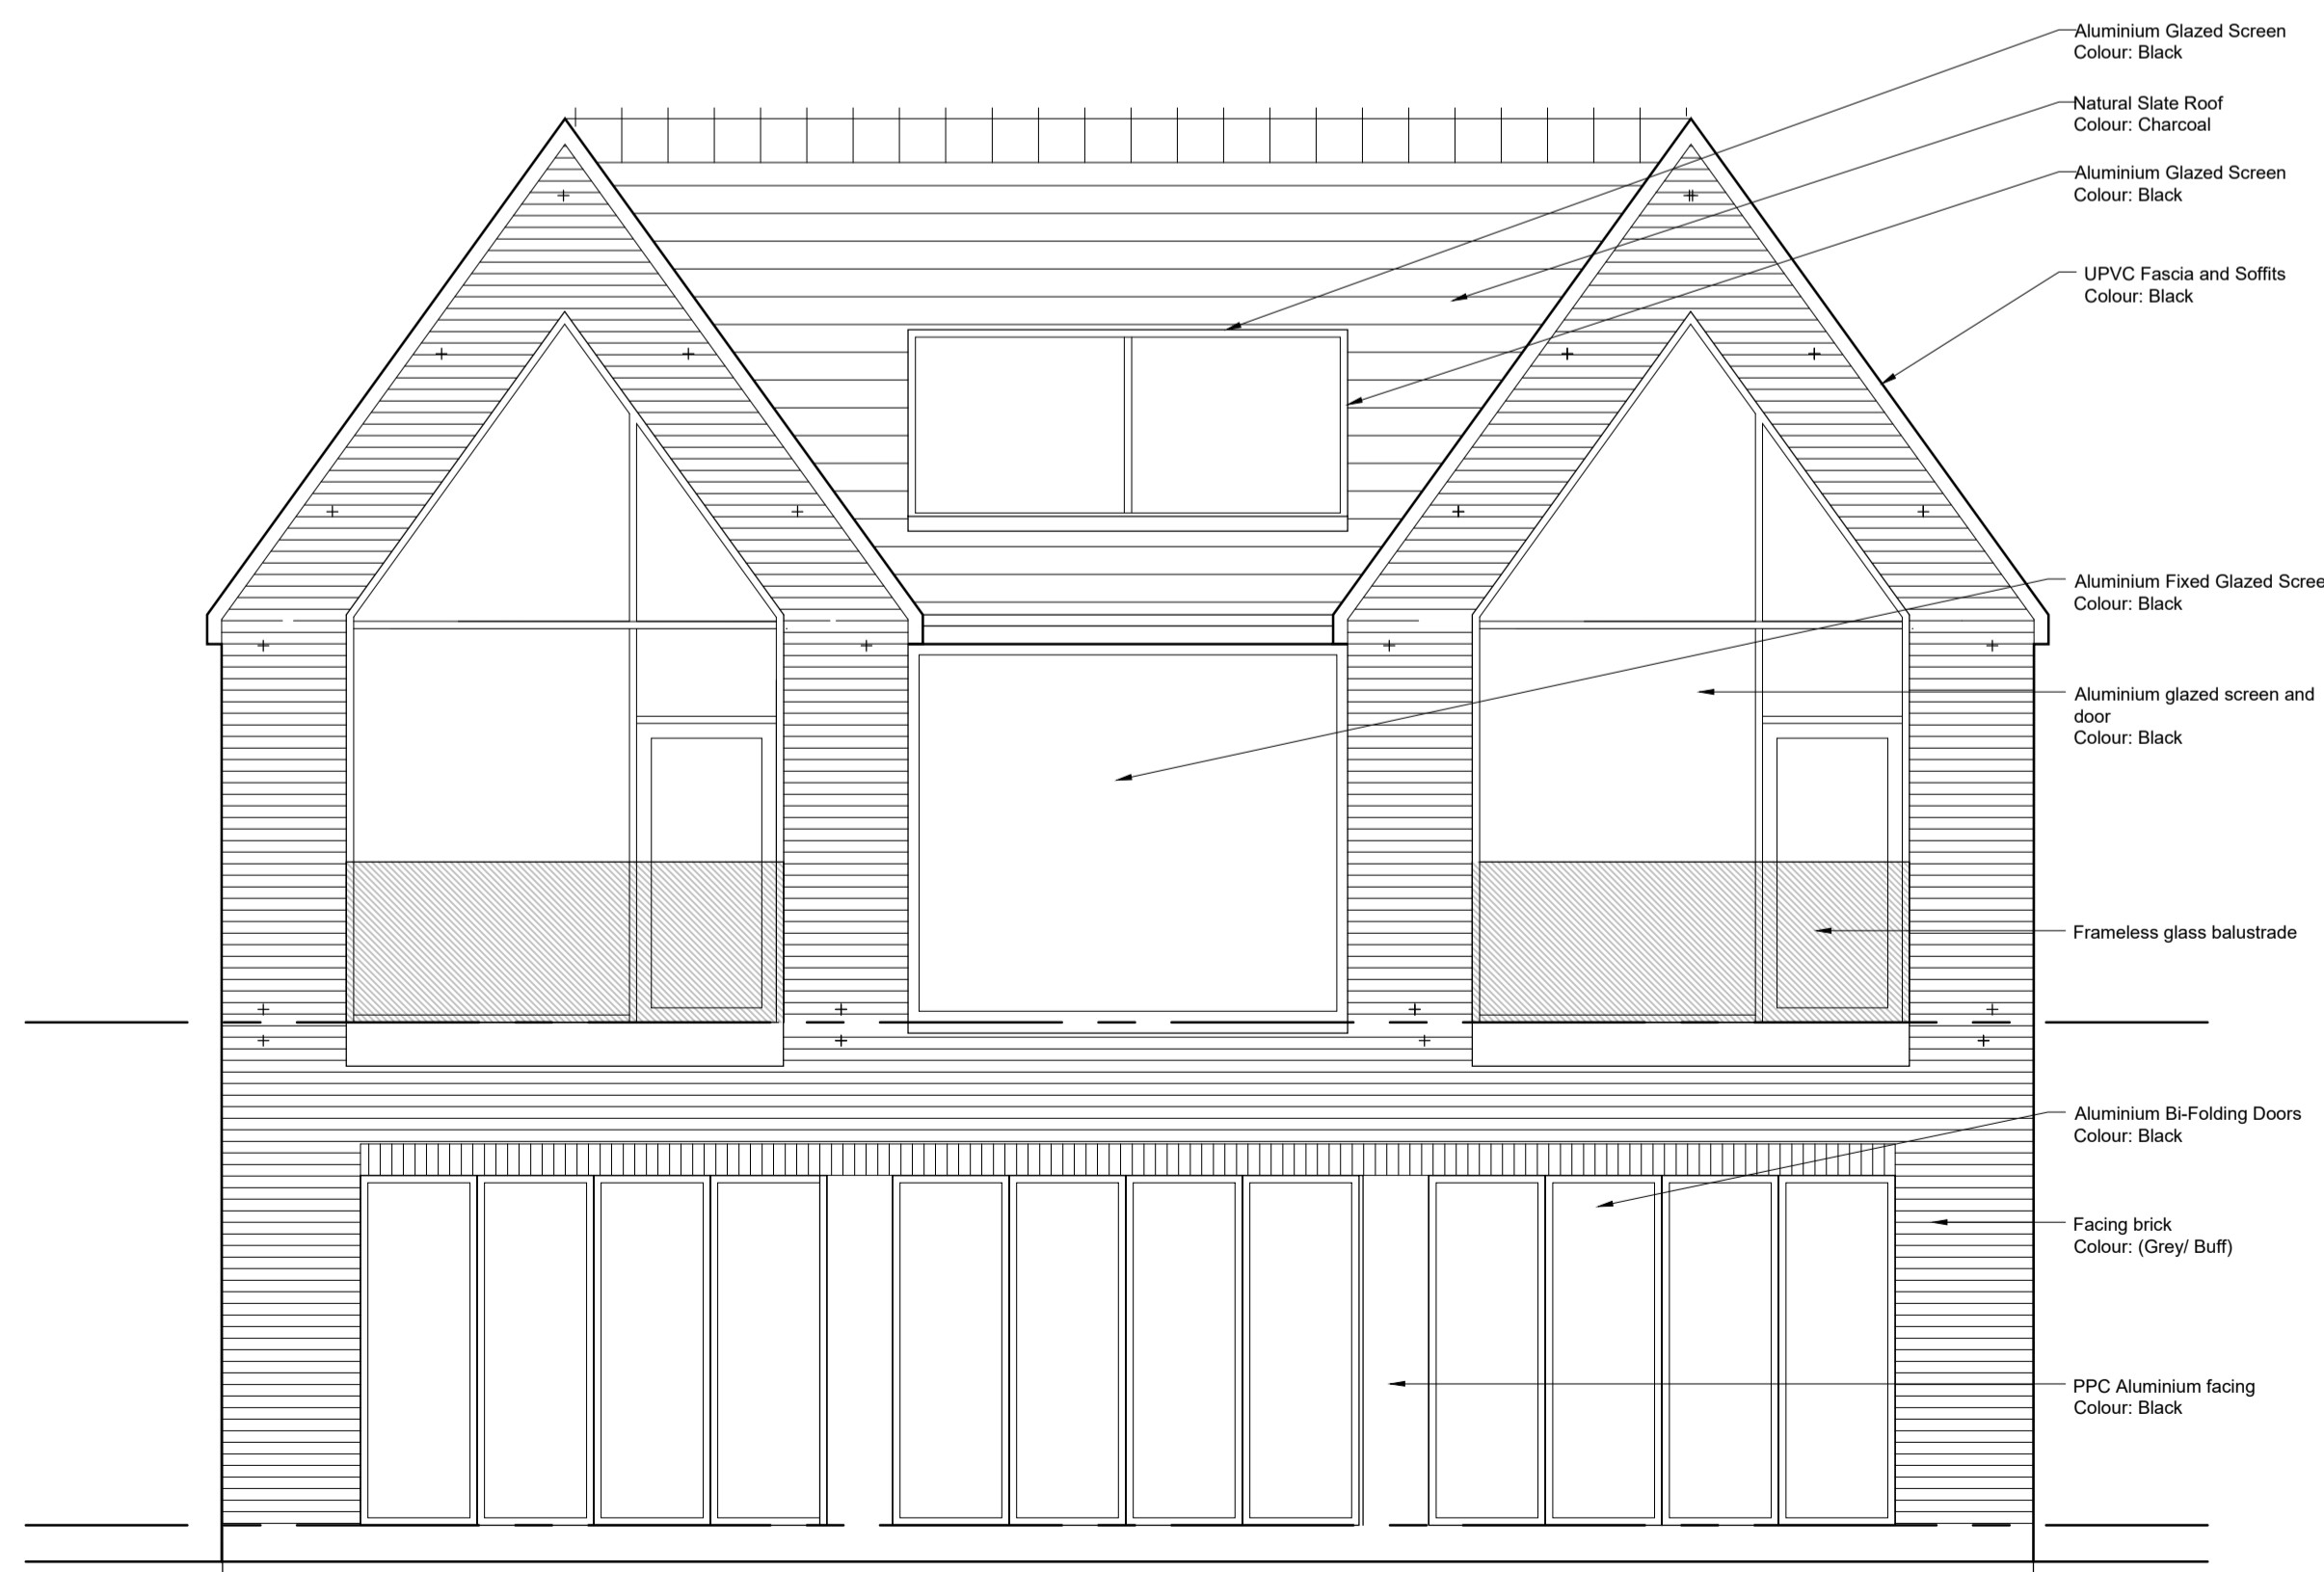 Aluminium Glazed Screen
Colour: Black
Natural Slate Roof
Colour: Charcoal
Aluminium Glazed Screen
Colour: Black
UPVC Fascia and Soffits
Colour: Black
Aluminium Fixed Glazed Scree
Colour: Black
Aluminium glazed screen and
door
Colour: Black
Frameless glass balustrade
Aluminium Bi-Folding Doors
Colour: Black
Facing brick
Colour: (Grey/ Buff)
PPC Aluminium facing
Colour: Black